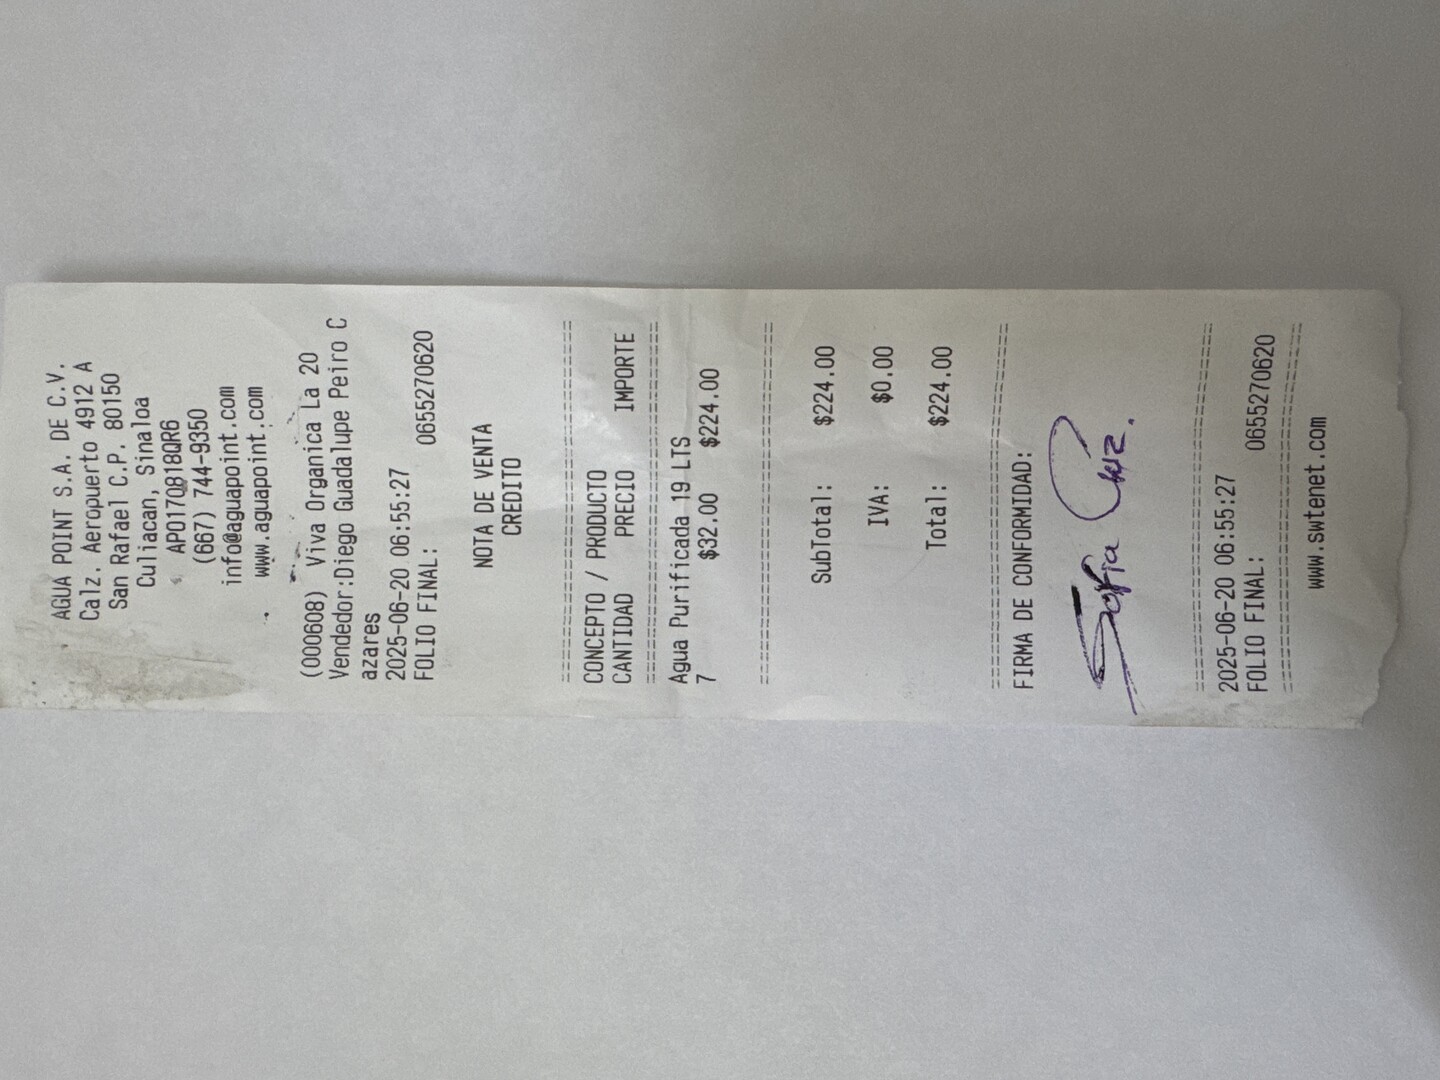 AGUA POINT S.A. DE C.V.
Calz. Aeropuerto 4912 A
San Rafael C.P. 80150
Culiacan, Sinaloa
APO170818QR6
(667) 744-9350
info@aguapoint.com
www.aguapoint.com
(000608) Viva Organica La 20
Vendedor:Diego Guadalupe Peiro C
azares
2025-06-20 06:55:27
FOLIO FINAL: 0655270620
NOTA DE VENTA
CREDITO
================================
CONCEPTO / PRODUCTO
CANTIDAD PRECIO IMPORTE
================================
Agua Purificada 19 LTS
7 $32.00 $224.00
================================
SubTotal: $224.00
IVA: $0.00
Total: $224.00
================================
FIRMA DE CONFORMIDAD:
Sofia Cruz.
================================
2025-06-20 06:55:27
FOLIO FINAL: 0655270620
================================
www.swtenet.com